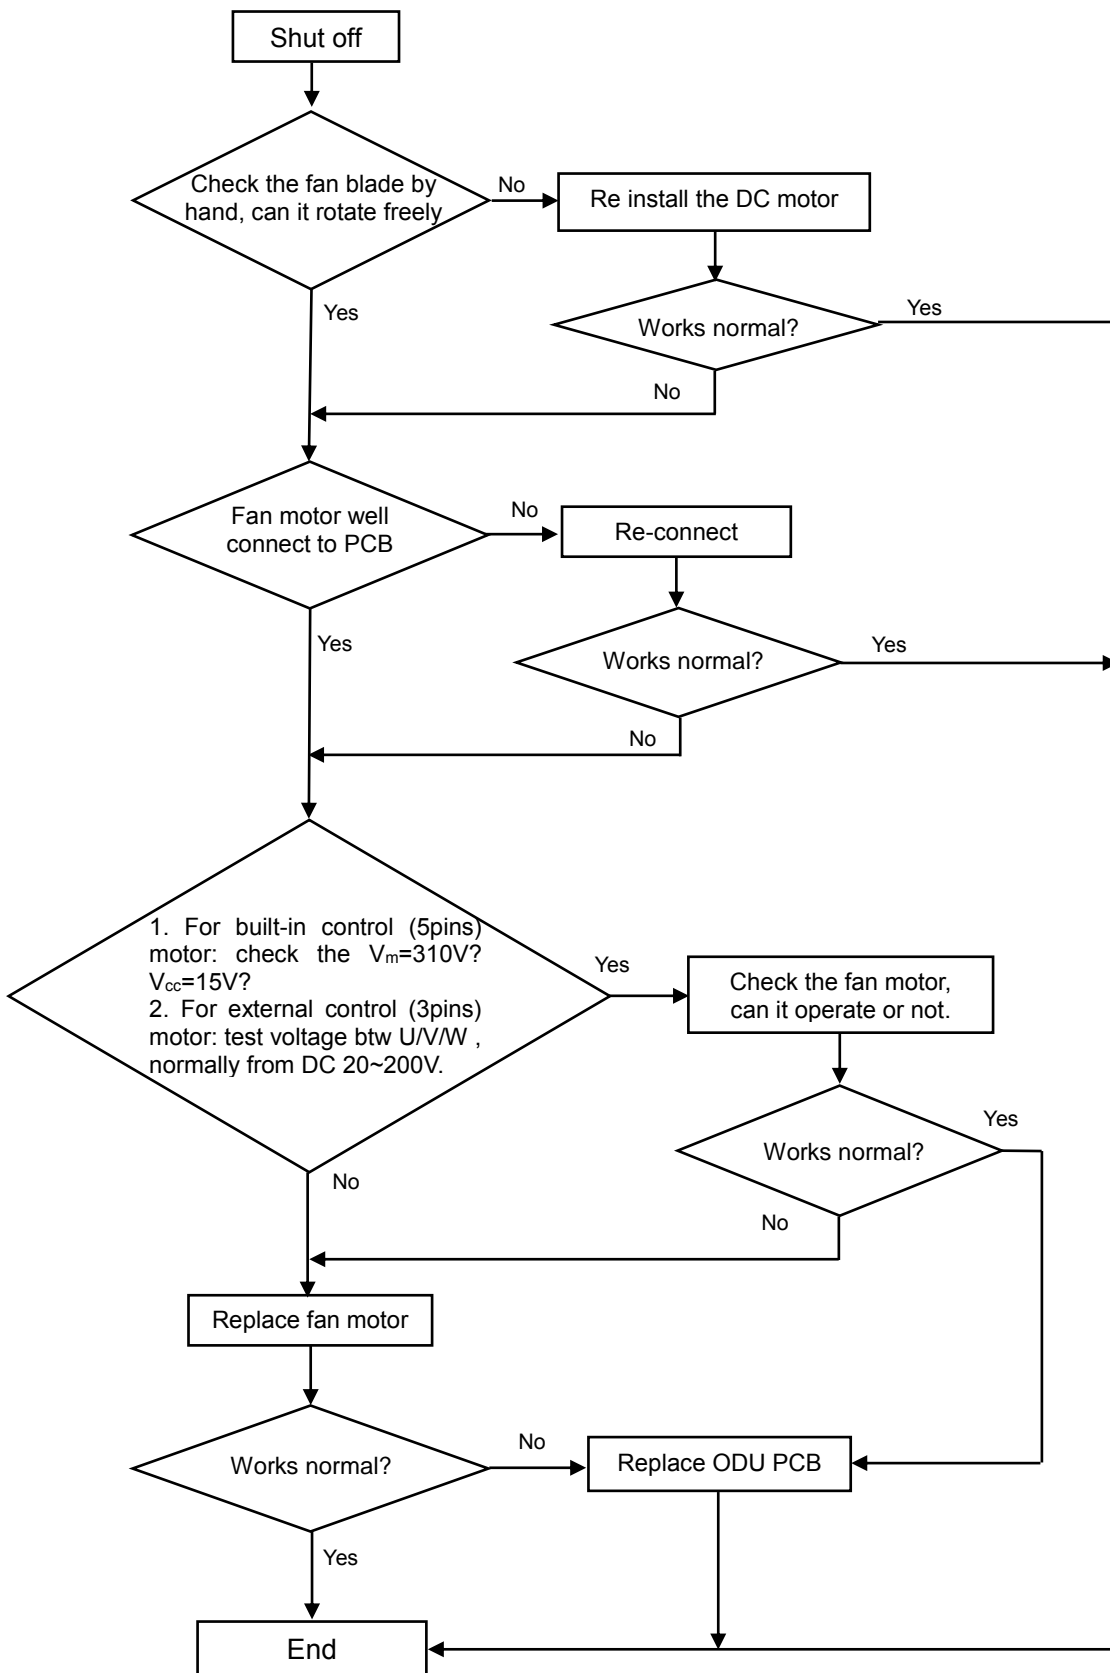 Shut off
Check the fan blade by
hand, can it rotate freely
No
Re install the DC motor
Yes
Works normal?
Yes
No
Fan motor well
connect to PCB
No
Re-connect
Yes
Works normal?
Yes
No
1. For built-in control (5pins)
motor: check the Vm=310V?
Vcc=15V?
2. For external control (3pins)
motor: test voltage btw U/V/W ,
normally from DC 20~200V.
Yes
Check the fan motor,
can it operate or not.
Works normal?
Yes
No
No
Replace fan motor
Works normal?
No
Replace ODU PCB
Yes
End